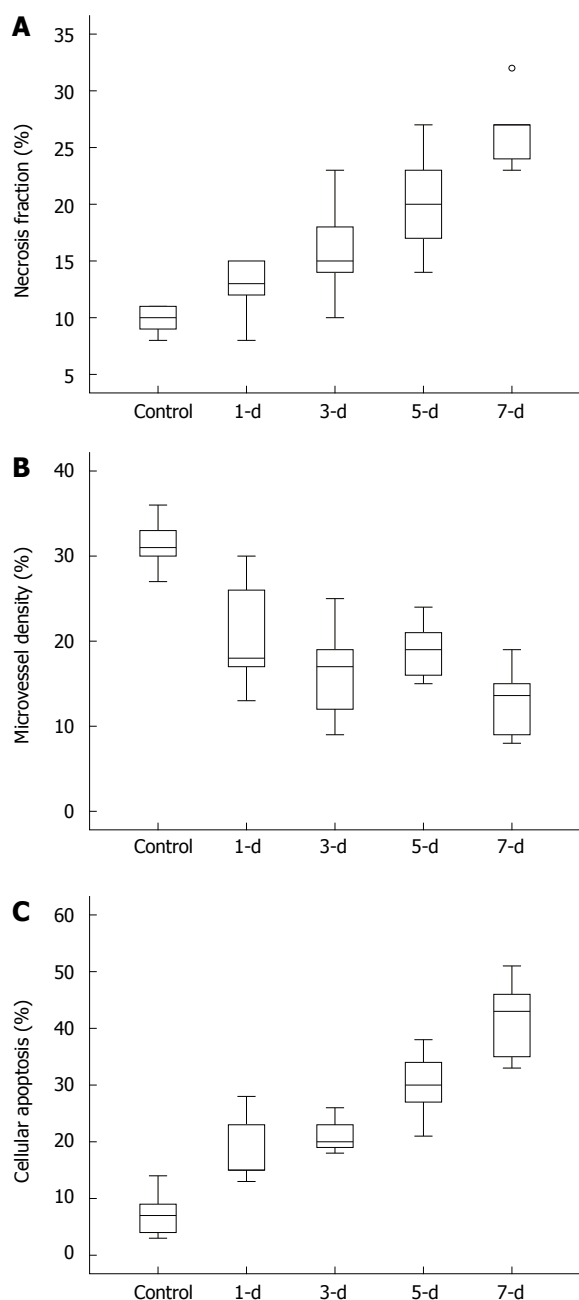 A
Necrosis fraction (%)
35
30
25
20
15
10
5
Control 1-d 3-d 5-d 7-d
B
Microvessel density (%)
40
30
20
10
0
Control 1-d 3-d 5-d 7-d
C
Cellular apoptosis (%)
60
50
40
30
20
10
0
Control 1-d 3-d 5-d 7-d